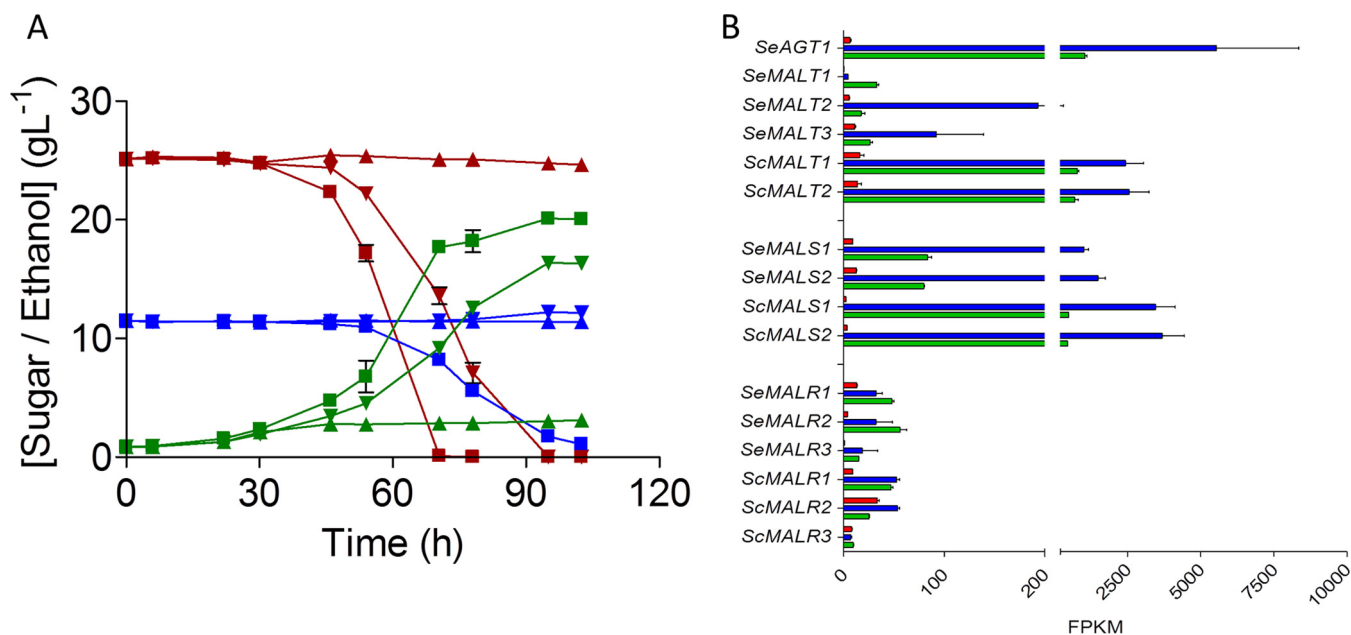 A
[Sugar / Ethanol] (gL⁻¹)
30
20
10
0
0 30 60 90 120
Time (h)
B
SeAGT1
SeMALT1
SeMALT2
SeMALT3
ScMALT1
ScMALT2
SeMALS1
SeMALS2
ScMALS1
ScMALS2
SeMALR1
SeMALR2
SeMALR3
ScMALR1
ScMALR2
ScMALR3
0 100 200 2500 5000 7500 10000
FPKM